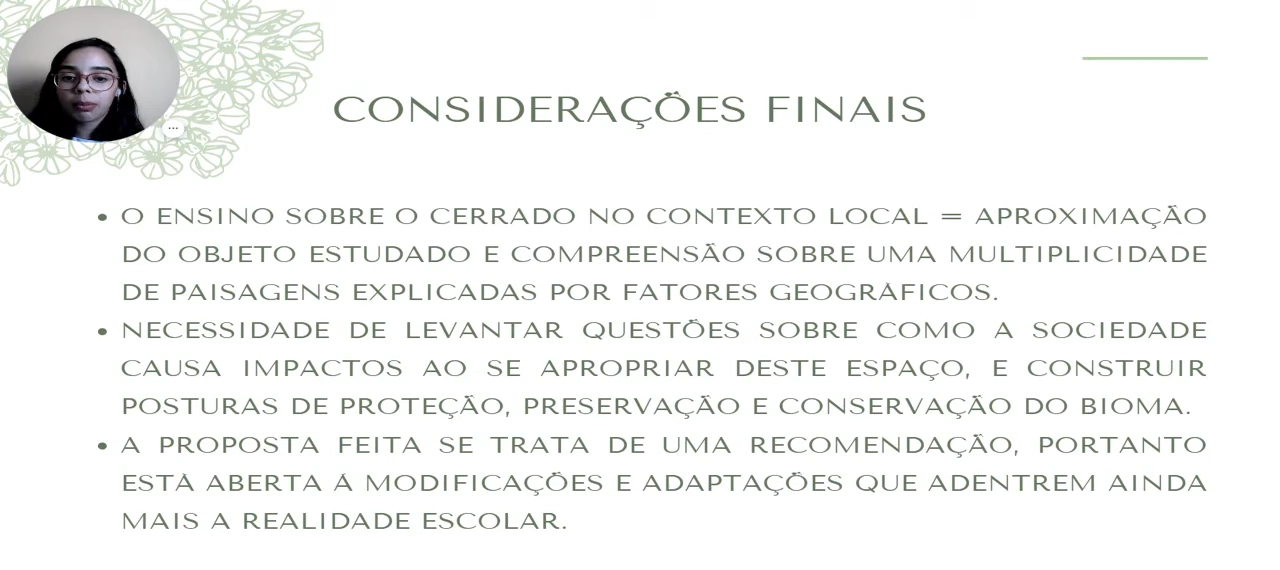 CONSIDERAÇÕES FINAIS
• O ENSINO SOBRE O CERRADO NO CONTEXTO LOCAL = APROXIMAÇÃO
DO OBJETO ESTUDADO E COMPREENSÃO SOBRE UMA MULTIPLICIDADE
DE PAISAGENS EXPLICADAS POR FATORES GEOGRÁFICOS.
• NECESSIDADE DE LEVANTAR QUESTÕES SOBRE COMO A SOCIEDADE
CAUSA IMPACTOS AO SE APROPRIAR DESTE ESPAÇO, E CONSTRUIR
POSTURAS DE PROTEÇÃO, PRESERVAÇÃO E CONSERVAÇÃO DO BIOMA.
• A PROPOSTA FEITA SE TRATA DE UMA RECOMENDAÇÃO, PORTANTO
ESTÁ ABERTA Á MODIFICAÇÕES E ADAPTAÇÕES QUE ADENTREM AINDA
MAIS A REALIDADE ESCOLAR.